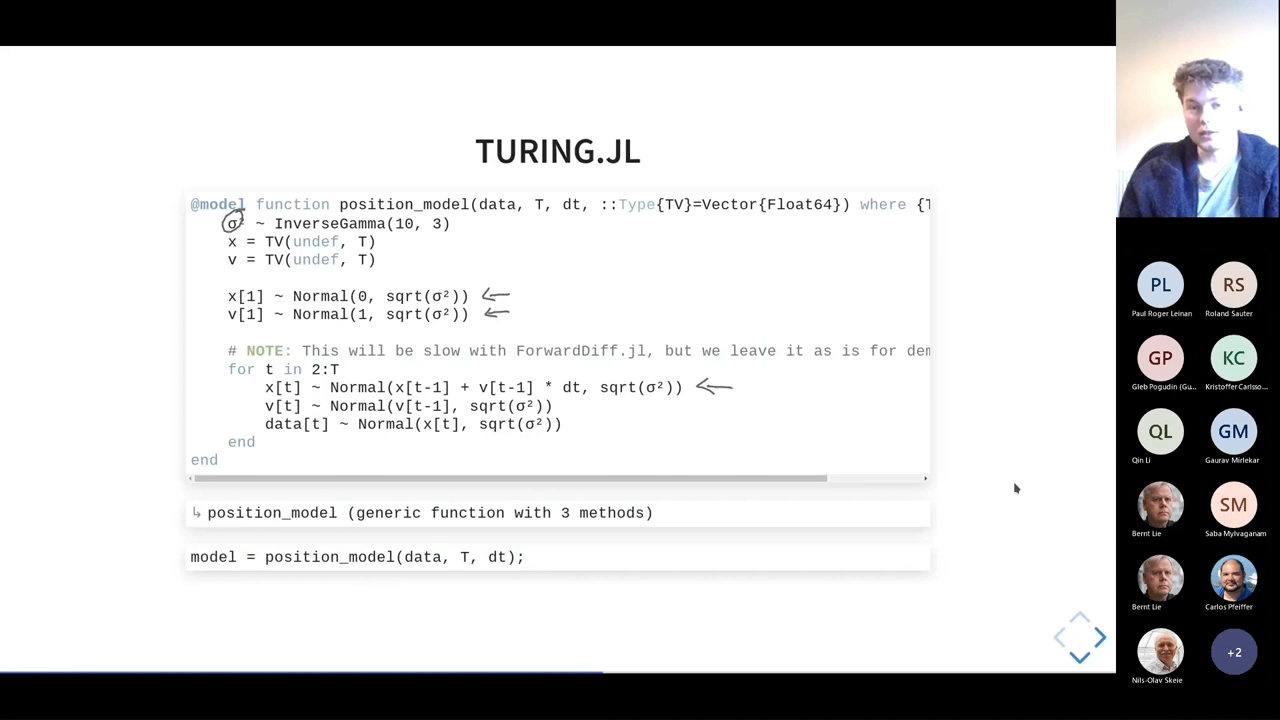 TURING.JL
@model function position_model(data, T, dt, ::Type{TV}=Vector{Float64}) where {T
σ² ~ InverseGamma(10, 3)
x = TV(undef, T)
v = TV(undef, T)
x[1] ~ Normal(0, sqrt(σ²))
v[1] ~ Normal(1, sqrt(σ²))
# NOTE: This will be slow with ForwardDiff.jl, but we leave it as is for dem
for t in 2:T
x[t] ~ Normal(x[t-1] + v[t-1] * dt, sqrt(σ²))
v[t] ~ Normal(v[t-1], sqrt(σ²))
data[t] ~ Normal(x[t], sqrt(σ²))
end
end
↳ position_model (generic function with 3 methods)
model = position_model(data, T, dt);
PL RS
Paul Roger Leinan Roland Sauter
GP KC
Gleb Pogudin (Gu... Kristoffer Carlsso...
QL GM
Qin Li Gaurav Mirlekar
SM
Bernt Lie Saba Mylvaganam
Bernt Lie Carlos Pfeiffer
+2
Nils-Olav Skeie